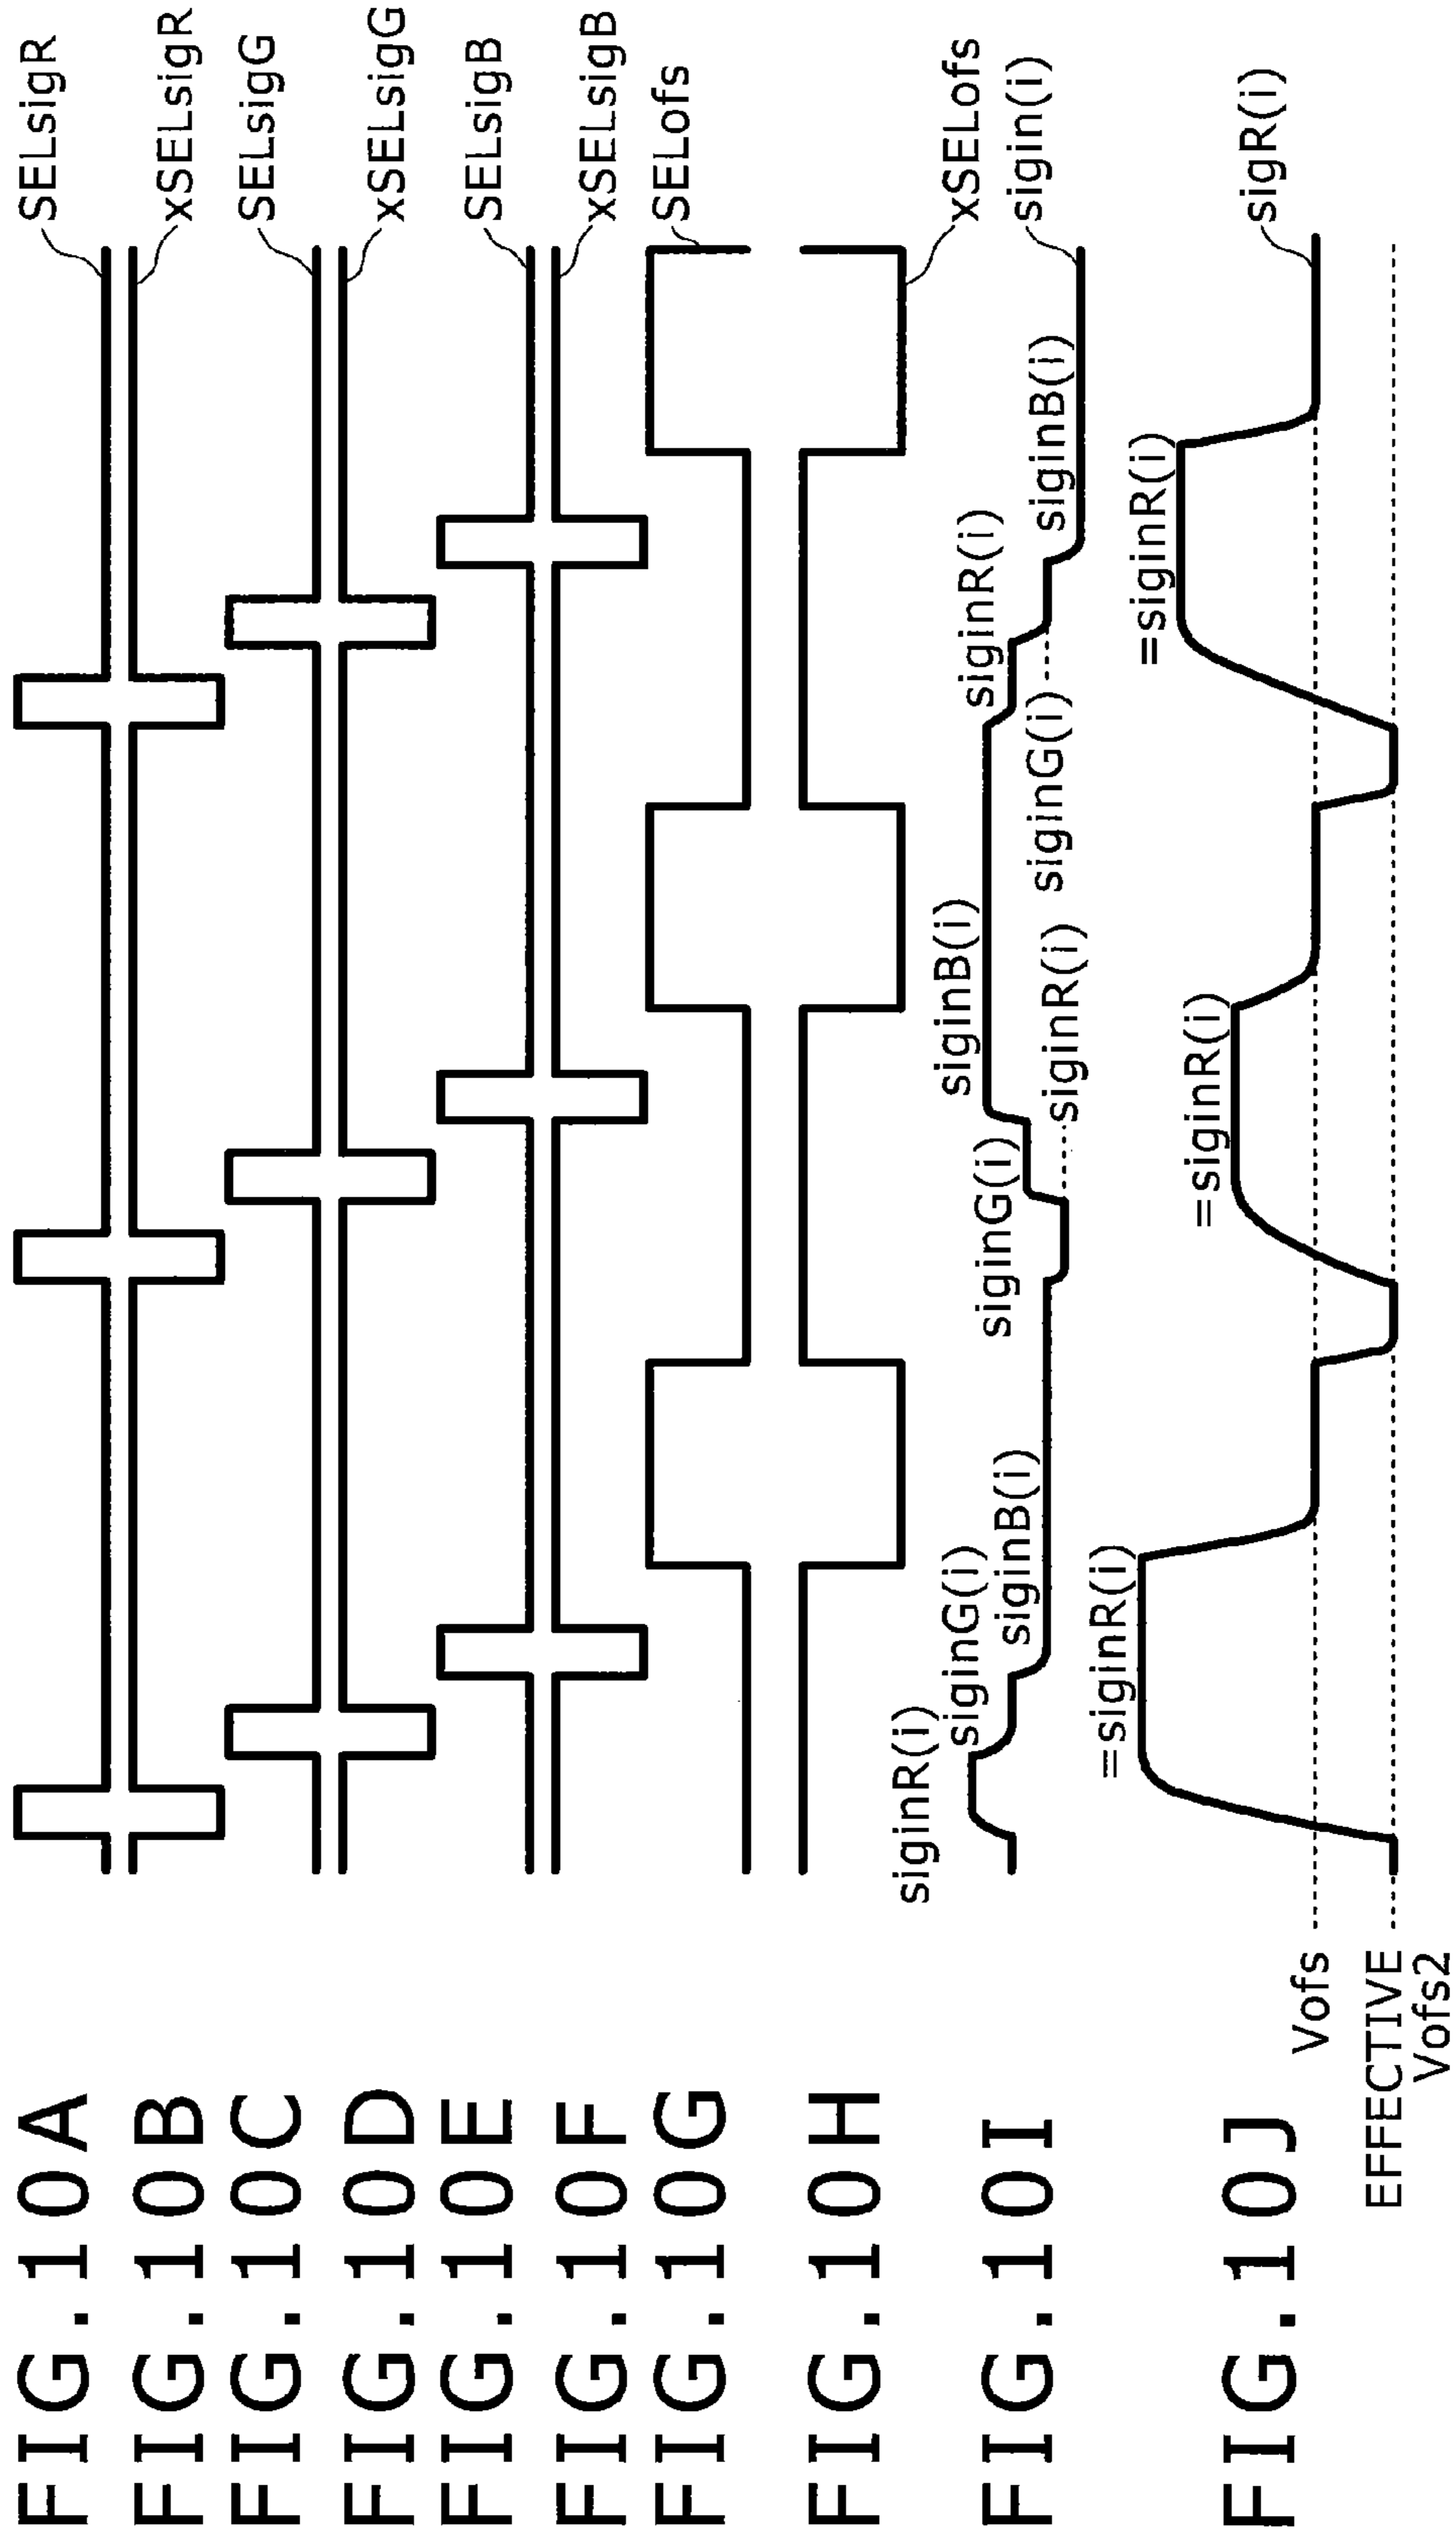 FIG.10A
SELsigR
FIG.10B
xSELsigR
FIG.10C
SELsigG
FIG.10D
xSELsigG
FIG.10E
SELsigB
FIG.10F
xSELsigB
FIG.10G
SELofs
FIG.10H
xSELofs
FIG.10I
siginR(i)
siginG(i)
siginB(i)
siginG(i)
siginR(i)
siginB(i)
siginG(i)
siginR(i)
siginB(i)
sigin(i)
FIG.10J
=siginR(i)
=siginR(i)
=siginR(i)
sigR(i)
Vofs
EFFECTIVE
Vofs2